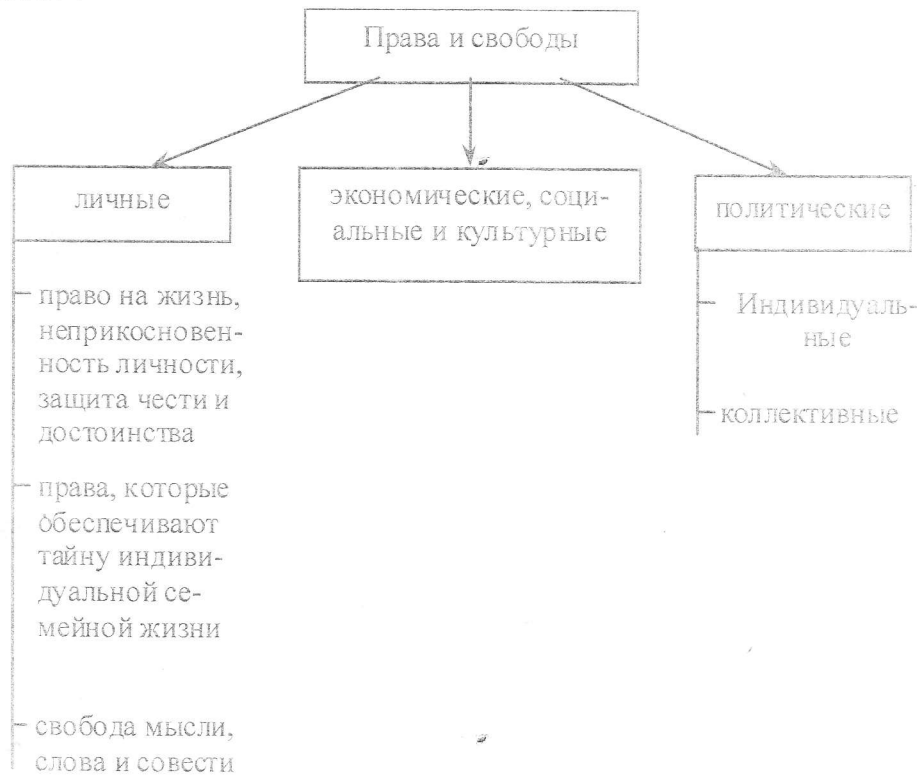 Права и свободы
личные
экономические, соци-
альные и культурные
политические
право на жизнь,
неприкосновен-
ность личности,
защита чести и
достоинства
права, которые
обеспечивают
тайну индиви-
дуальной се-
мейной жизни
свобода мысли,
слова и совести
Индивидуаль-
ные
коллективные